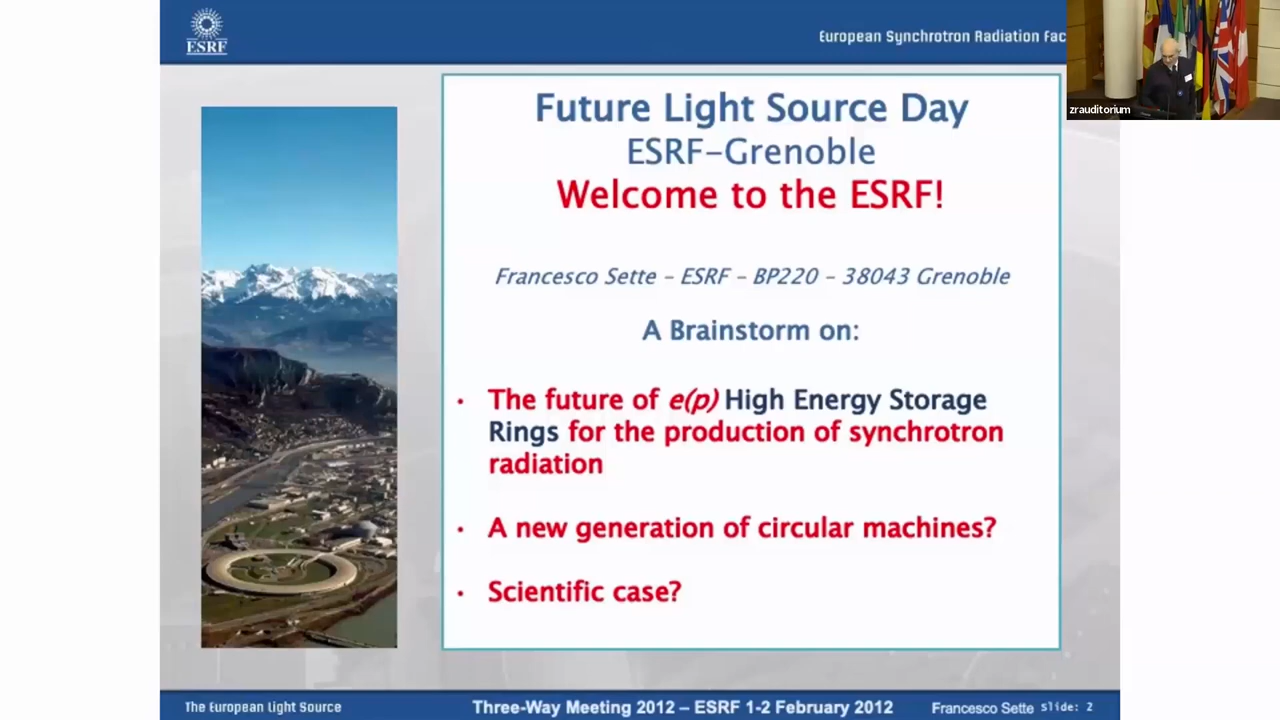 ESRF
European Synchrotron Radiation Fac
zrauditorium
Future Light Source Day
ESRF-Grenoble
Welcome to the ESRF!
Francesco Sette - ESRF - BP220 - 38043 Grenoble
A Brainstorm on:
• The future of e(p) High Energy Storage
Rings for the production of synchrotron
radiation
• A new generation of circular machines?
• Scientific case?
The European Light Source
Three-Way Meeting 2012 – ESRF 1-2 February 2012
Francesco Sette Slide: 2